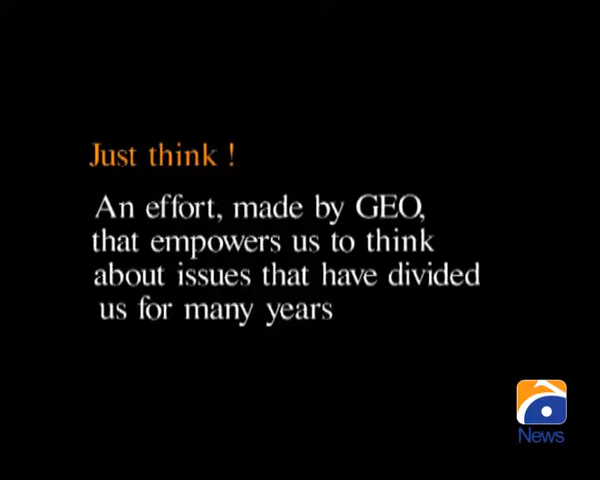 Just think !
An effort, made by GEO,
that empowers us to think
about issues that have divided
us for many years
News